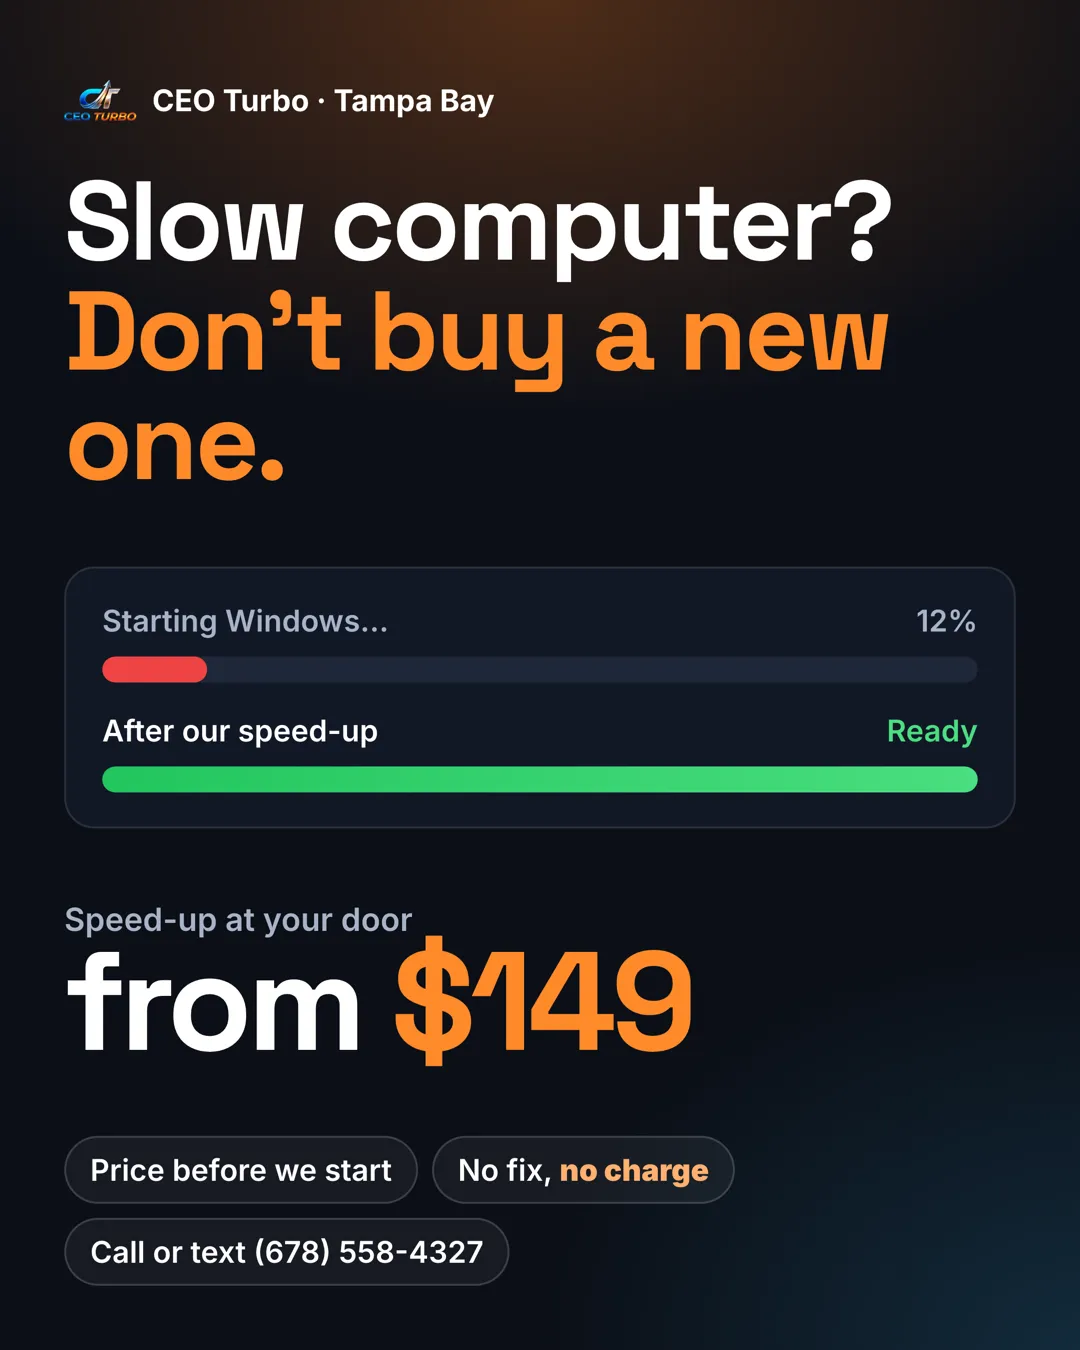 CEO TURBO
CEO Turbo · Tampa Bay
Slow computer?
Don’t buy a new
one.
Starting Windows... 12%
After our speed-up Ready
Speed-up at your door
from $149
Price before we start No fix, no charge
Call or text (678) 558-4327